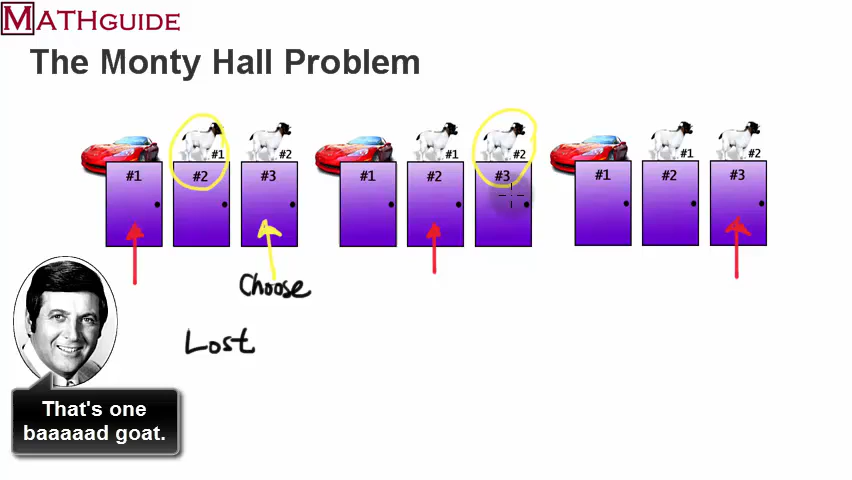 MATHGUIDE
The Monty Hall Problem
#1 #2 #1 #2 #1 #2
#1 #2 #3 #1 #2 #3 #1 #2 #3
Choose
Lost
That's one
baaaaad goat.